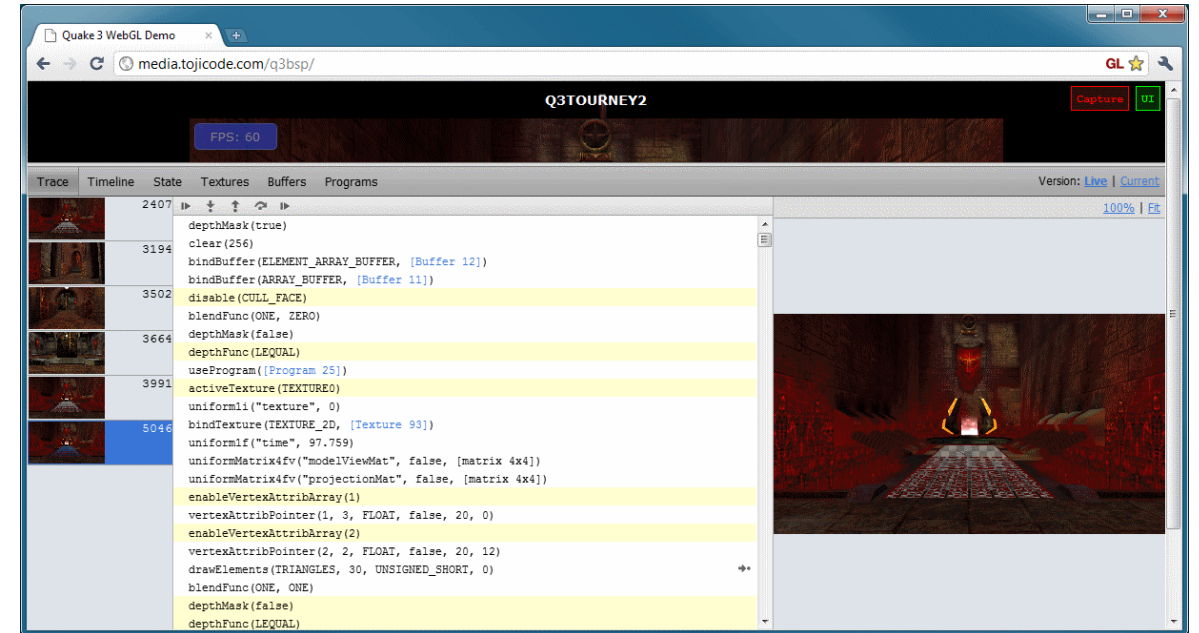 Quake 3 WebGL Demo
media.tojicode.com/q3bsp/
GL
Q3TOURNEY2
Capture
UI
FPS: 60
Trace Timeline State Textures Buffers Programs
Version: Live | Current
100% | Fit
2407
3194
3502
3664
3991
5046
depthMask(true)
clear(256)
bindBuffer(ELEMENT_ARRAY_BUFFER, [Buffer 12])
bindBuffer(ARRAY_BUFFER, [Buffer 11])
disable(CULL_FACE)
blendFunc(ONE, ZERO)
depthMask(false)
depthFunc(LEQUAL)
useProgram([Program 25])
activeTexture(TEXTURE0)
uniform1i("texture", 0)
bindTexture(TEXTURE_2D, [Texture 93])
uniform1f("time", 97.759)
uniformMatrix4fv("modelViewMat", false, [matrix 4x4])
uniformMatrix4fv("projectionMat", false, [matrix 4x4])
enableVertexAttribArray(1)
vertexAttribPointer(1, 3, FLOAT, false, 20, 0)
enableVertexAttribArray(2)
vertexAttribPointer(2, 2, FLOAT, false, 20, 12)
drawElements(TRIANGLES, 30, UNSIGNED_SHORT, 0)
blendFunc(ONE, ONE)
depthMask(false)
depthFunc(LEQUAL)